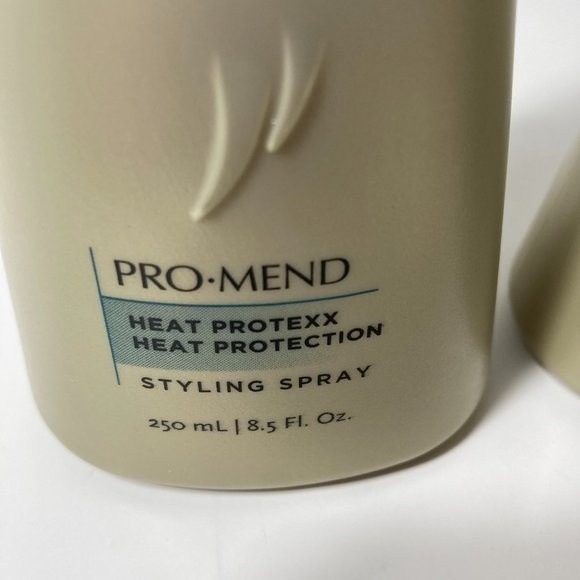 PRO·MEND
HEAT PROTEXX
HEAT PROTECTION
STYLING SPRAY
250 mL | 8.5 Fl. Oz.